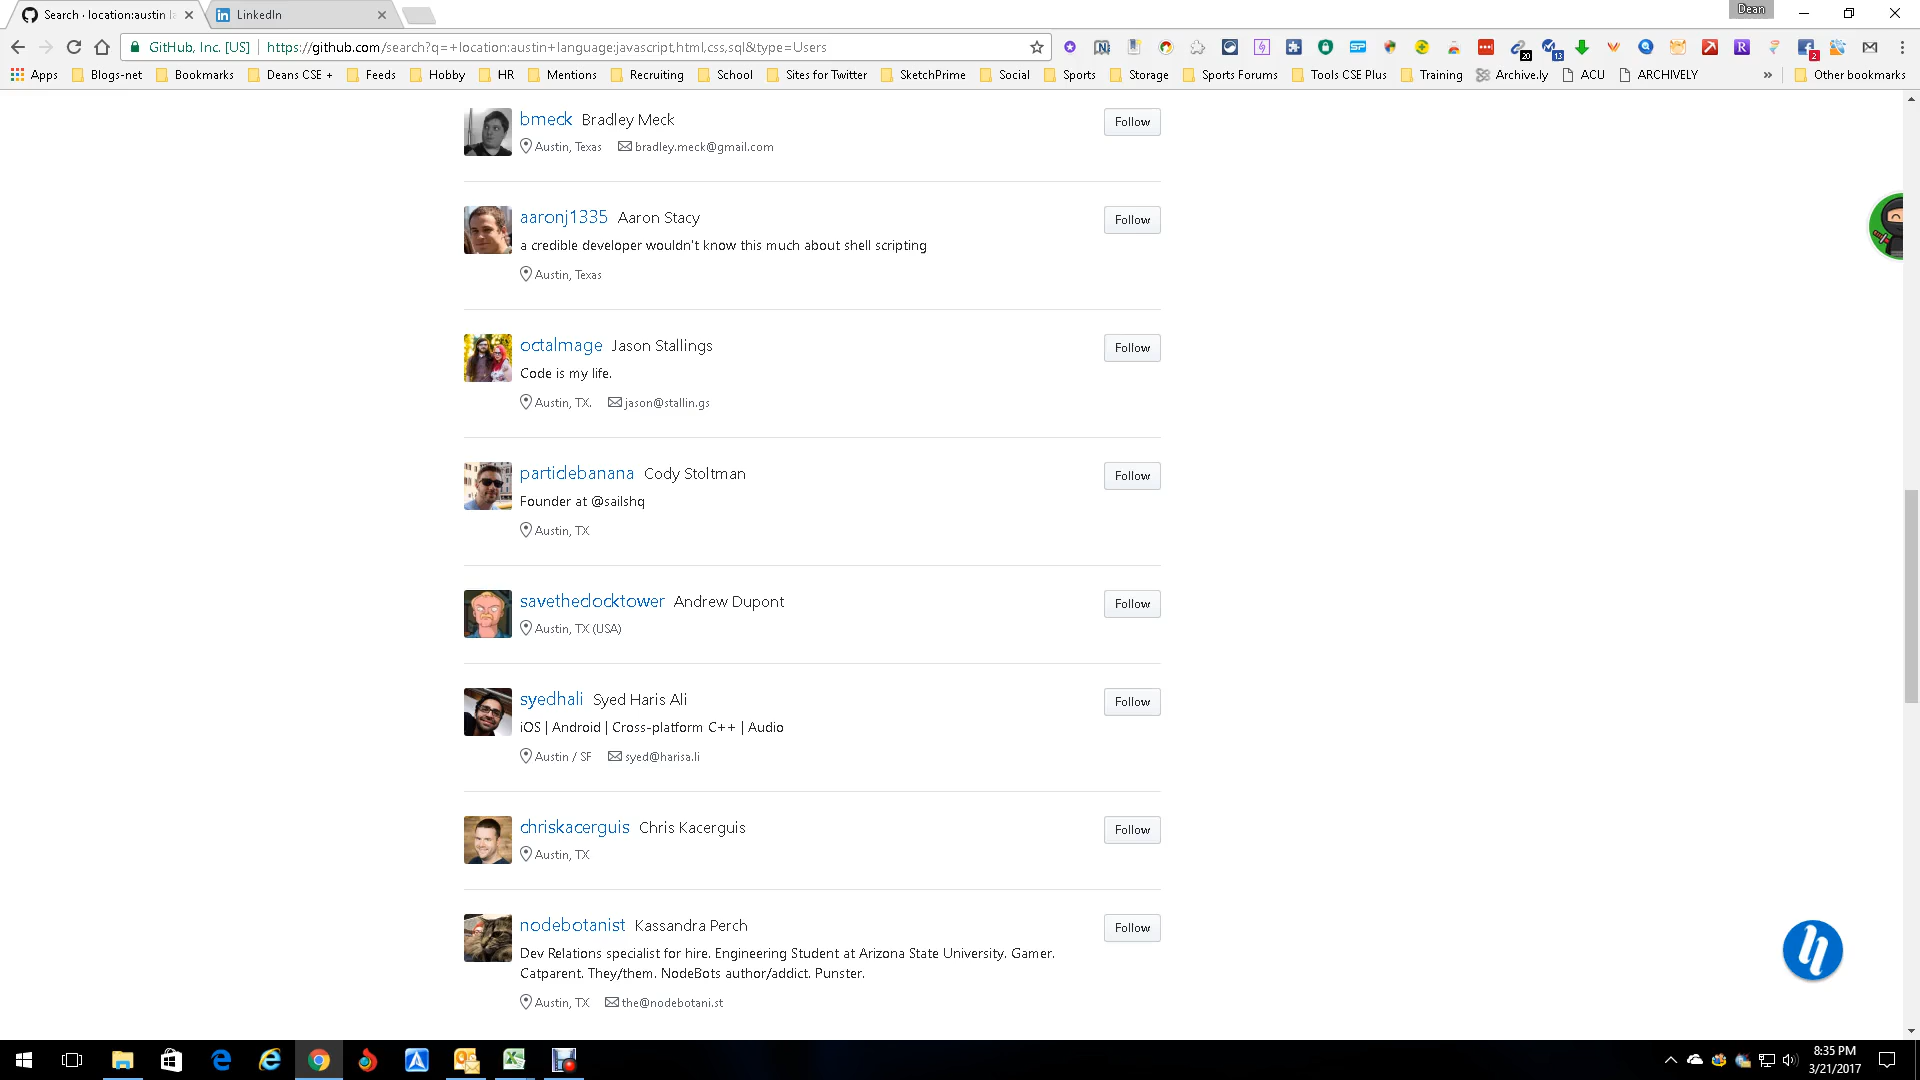 Search · location:austin la
LinkedIn
Dean
GitHub, Inc. [US] https://github.com/search?q=+location:austin+language:javascript,html,css,sql&type=Users
20
13
2
Apps Blogs-net Bookmarks Deans CSE + Feeds Hobby HR Mentions Recruiting School Sites for Twitter SketchPrime Social Sports Storage Sports Forums Tools CSE Plus Training Archive.ly ACU ARCHIVELY » Other bookmarks
bmeck Bradley Meck
Follow
Austin, Texas bradley.meck@gmail.com
aaronj1335 Aaron Stacy
Follow
a credible developer wouldn't know this much about shell scripting
Austin, Texas
octalmage Jason Stallings
Follow
Code is my life.
Austin, TX. jason@stallin.gs
particlebanana Cody Stoltman
Follow
Founder at @sailshq
Austin, TX
savetheclocktower Andrew Dupont
Follow
Austin, TX (USA)
syedhali Syed Haris Ali
Follow
iOS | Android | Cross-platform C++ | Audio
Austin / SF syed@harisa.li
chriskacerguis Chris Kacerguis
Follow
Austin, TX
nodebotanist Kassandra Perch
Follow
Dev Relations specialist for hire. Engineering Student at Arizona State University. Gamer.
Catparent. They/them. NodeBots author/addict. Punster.
Austin, TX the@nodebotani.st
8:35 PM
3/21/2017